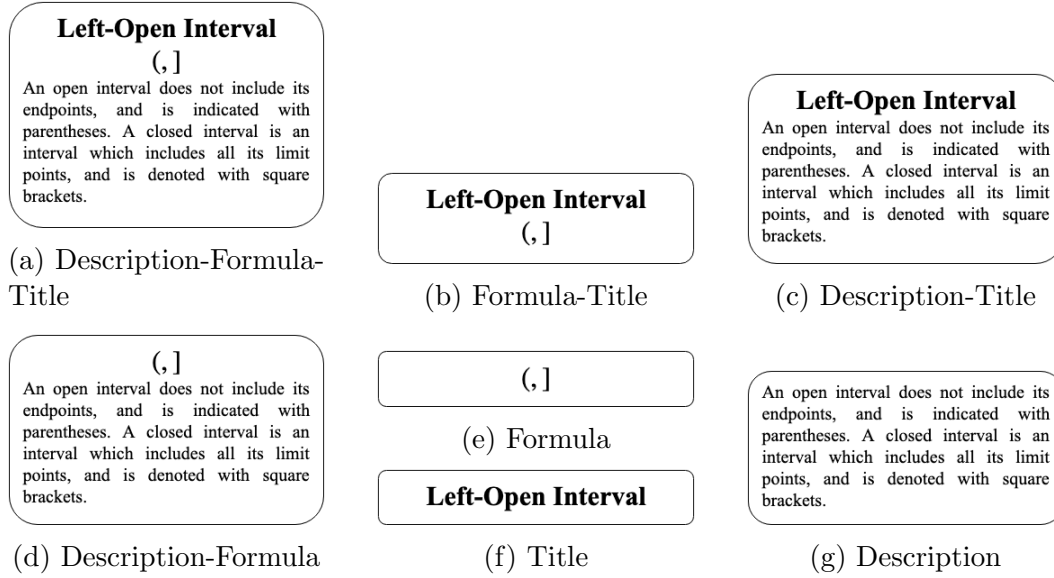 Left-Open Interval
(, ]
An open interval does not include its
endpoints, and is indicated with
parentheses. A closed interval is an
interval which includes all its limit
points, and is denoted with square
brackets.
(a) Description-Formula-
Title
Left-Open Interval
(, ]
(b) Formula-Title
Left-Open Interval
An open interval does not include its
endpoints, and is indicated with
parentheses. A closed interval is an
interval which includes all its limit
points, and is denoted with square
brackets.
(c) Description-Title
(, ]
An open interval does not include its
endpoints, and is indicated with
parentheses. A closed interval is an
interval which includes all its limit
points, and is denoted with square
brackets.
(d) Description-Formula
(, ]
(e) Formula
Left-Open Interval
(f) Title
An open interval does not include its
endpoints, and is indicated with
parentheses. A closed interval is an
interval which includes all its limit
points, and is denoted with square
brackets.
(g) Description